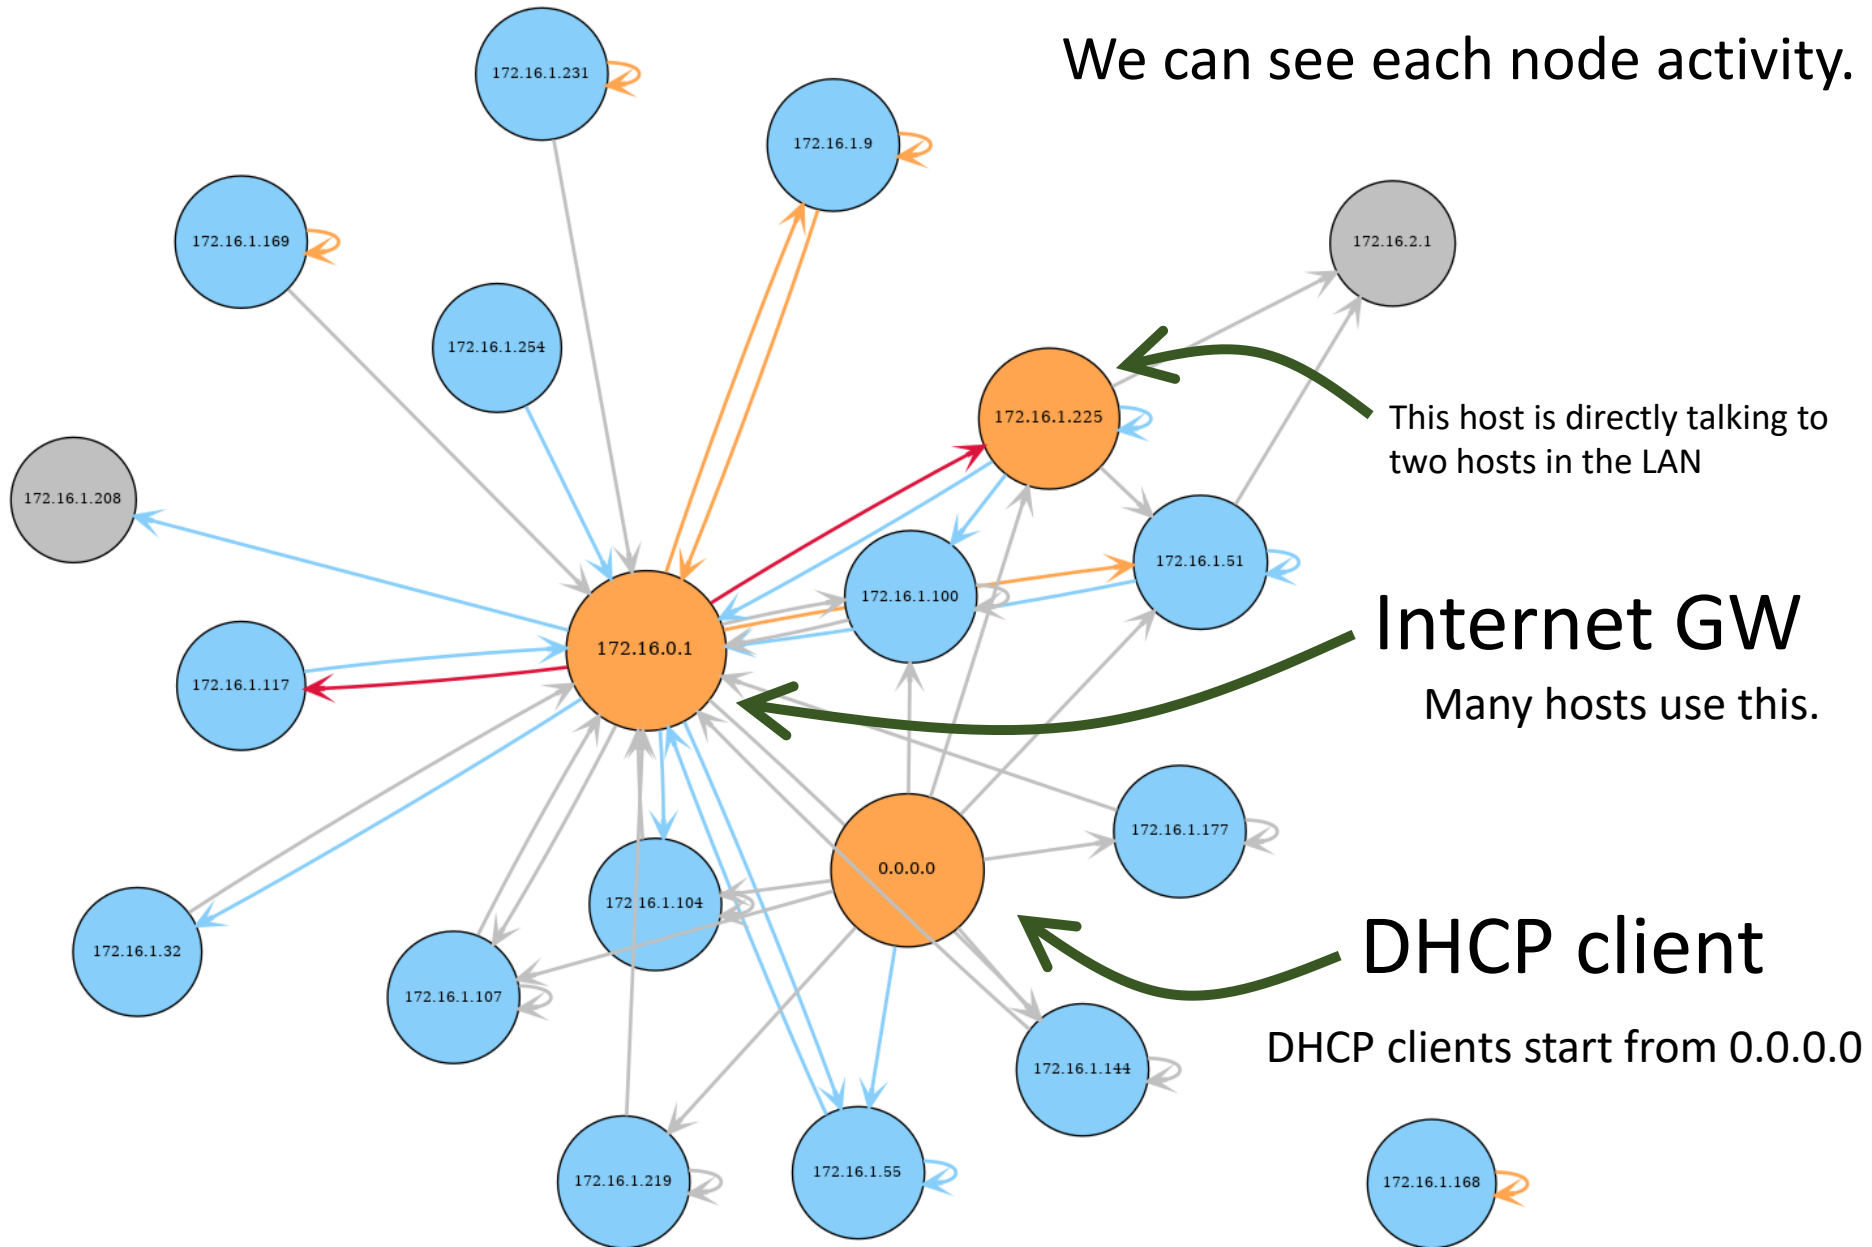 We can see each node activity.
172.16.1.231
172.16.1.9
172.16.1.169
172.16.2.1
172.16.1.254
172.16.1.225
This host is directly talking to
two hosts in the LAN
172.16.1.208
172.16.1.51
172.16.1.100
Internet GW
172.16.0.1
172.16.1.117
Many hosts use this.
172.16.1.177
0.0.0.0
172.16.1.104
172.16.1.32
DHCP client
172.16.1.107
DHCP clients start from 0.0.0.0
172.16.1.144
172.16.1.219
172.16.1.55
172.16.1.168